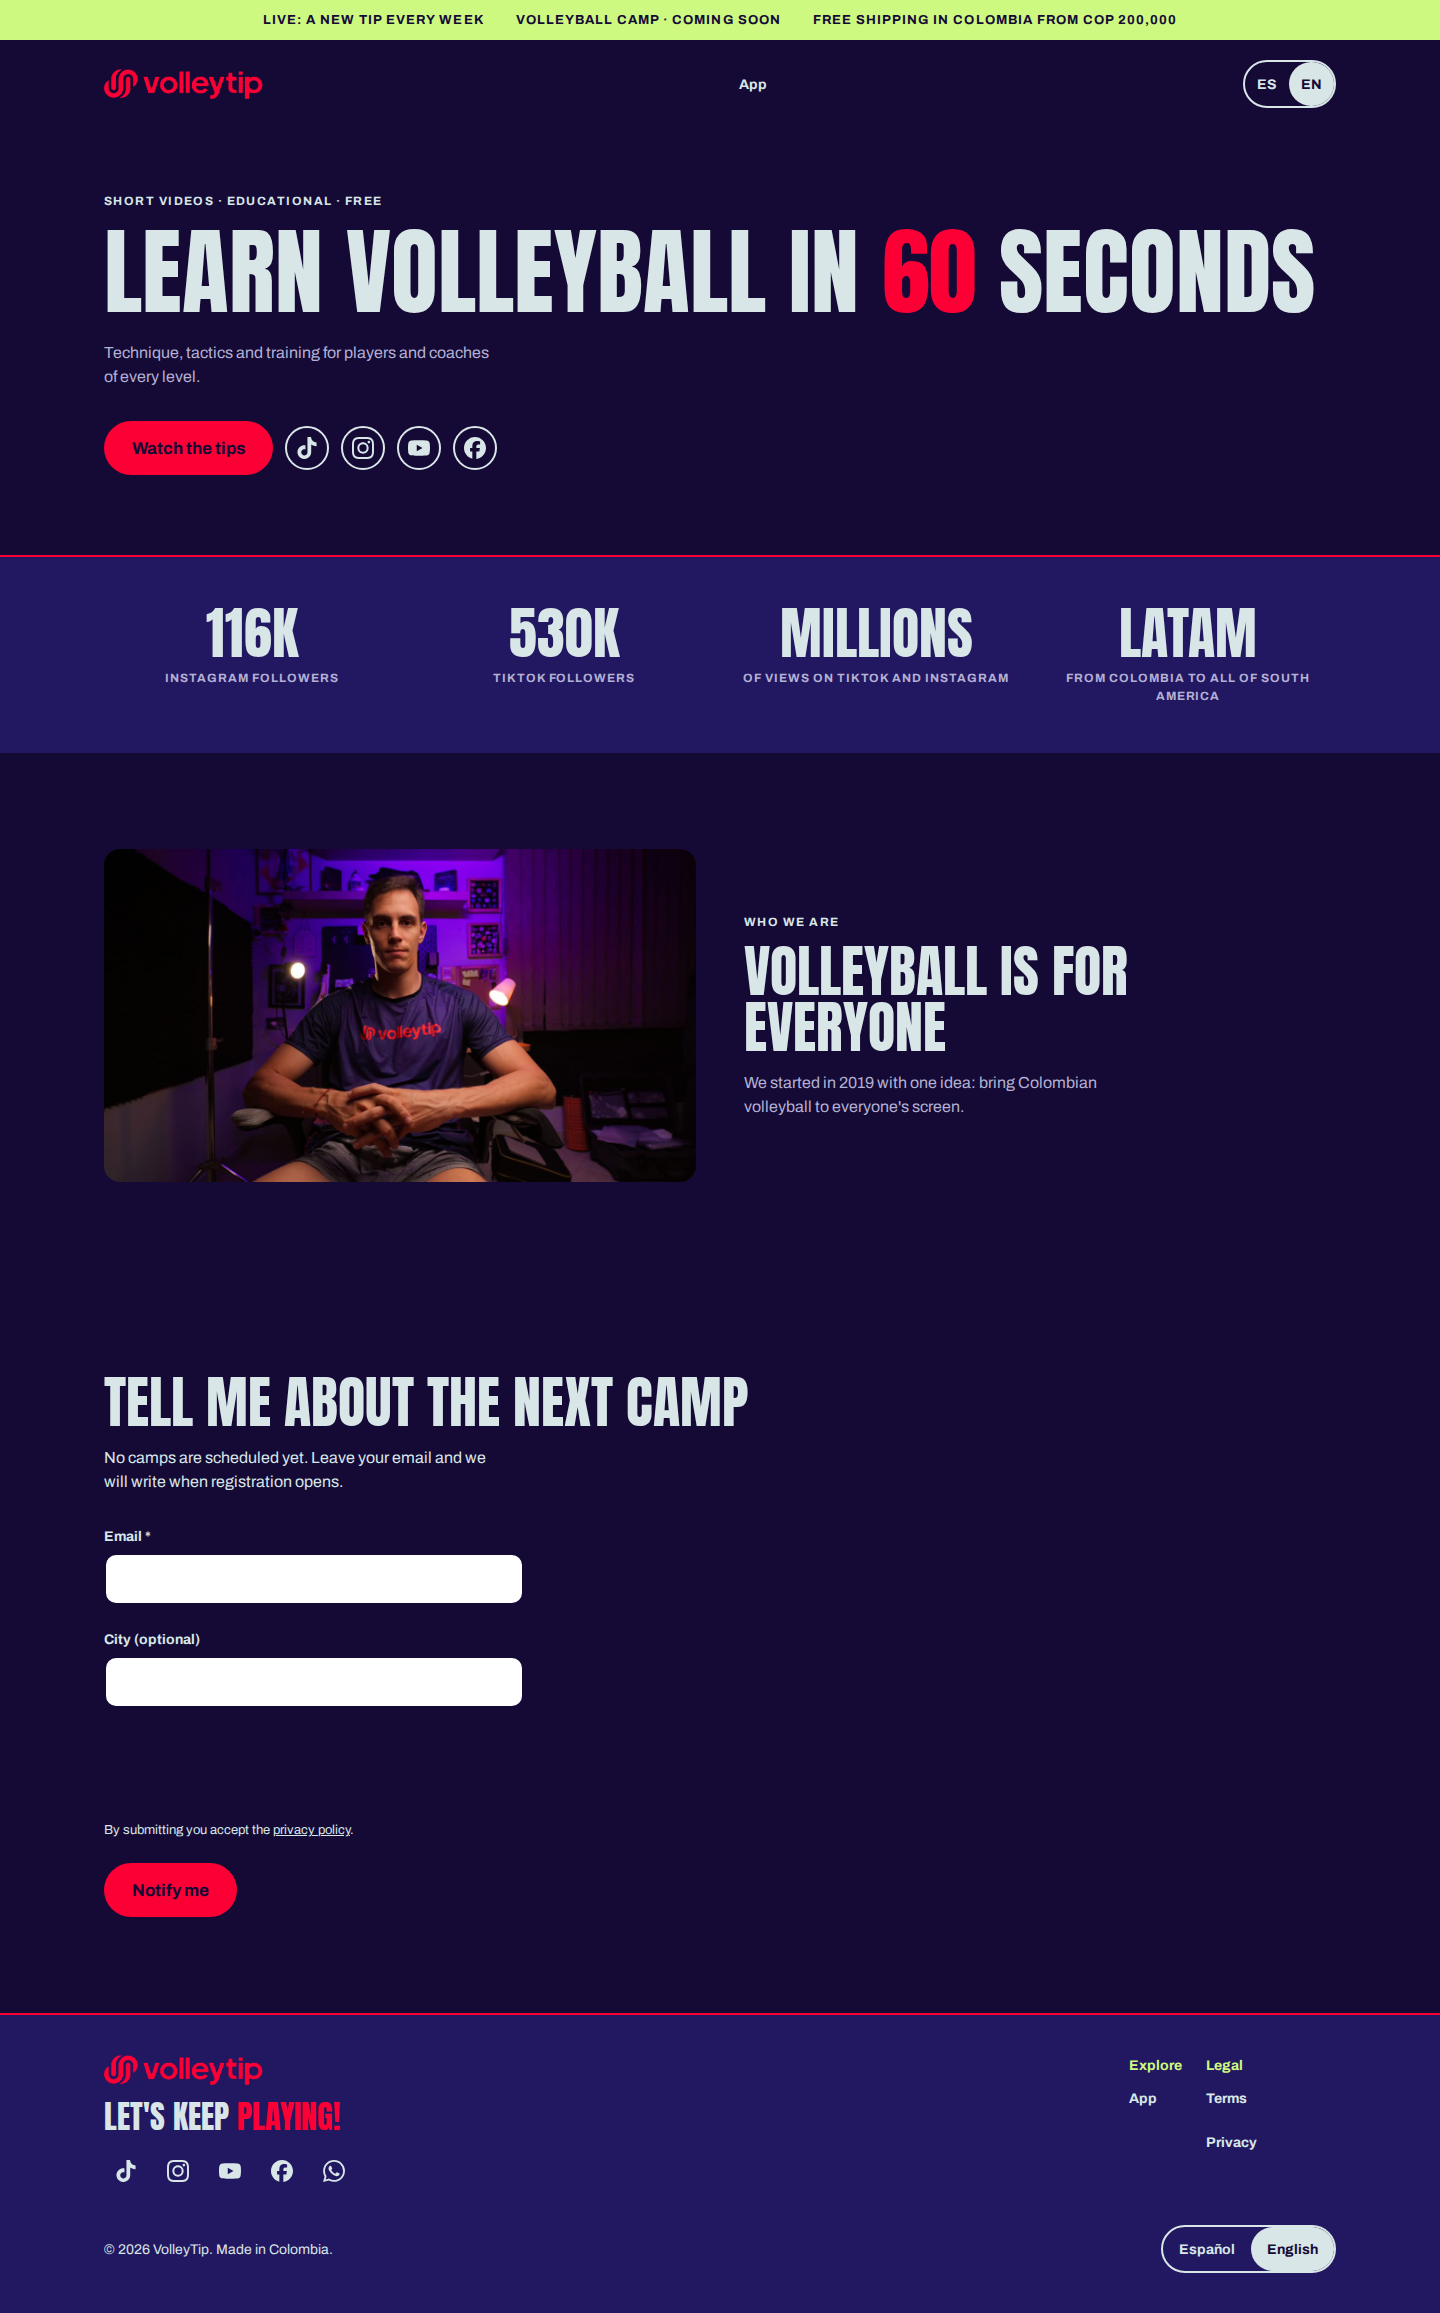 LIVE: A NEW TIP EVERY WEEK VOLLEYBALL CAMP · COMING SOON FREE SHIPPING IN COLOMBIA FROM COP 200,000
volleytip
App
ES EN
SHORT VIDEOS · EDUCATIONAL · FREE
LEARN VOLLEYBALL IN 60 SECONDS
Technique, tactics and training for players and coaches
of every level.
Watch the tips
116K
INSTAGRAM FOLLOWERS
530K
TIKTOK FOLLOWERS
MILLIONS
OF VIEWS ON TIKTOK AND INSTAGRAM
LATAM
FROM COLOMBIA TO ALL OF SOUTH
AMERICA
volleytip
WHO WE ARE
VOLLEYBALL IS FOR
EVERYONE
We started in 2019 with one idea: bring Colombian
volleyball to everyone's screen.
TELL ME ABOUT THE NEXT CAMP
No camps are scheduled yet. Leave your email and we
will write when registration opens.
Email *
City (optional)
By submitting you accept the privacy policy.
Notify me
volleytip
LET'S KEEP PLAYING!
Explore
App
Legal
Terms
Privacy
© 2026 VolleyTip. Made in Colombia.
Español English